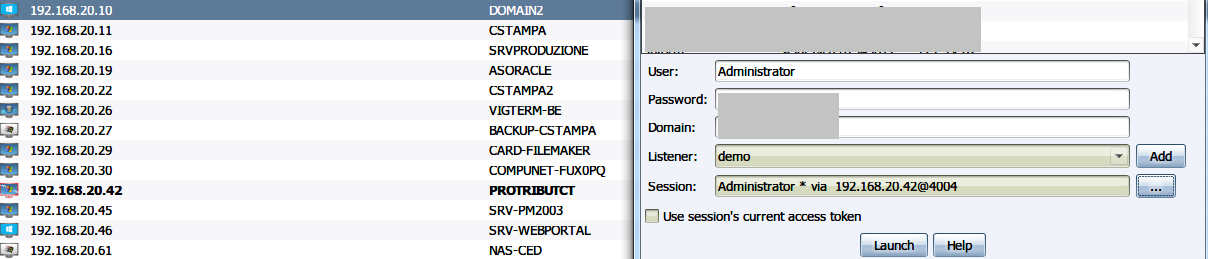 192.168.20.10 DOMAIN2
192.168.20.11 CSTAMPA
192.168.20.16 SRVPRODUZIONE
192.168.20.19 ASORACLE
192.168.20.22 CSTAMPA2
192.168.20.26 VIGTERM-BE
192.168.20.27 BACKUP-CSTAMPA
192.168.20.29 CARD-FILEMAKER
192.168.20.30 COMPUNET-FUX0PQ
192.168.20.42 PROTRIBUTCT
192.168.20.45 SRV-PM2003
192.168.20.46 SRV-WEBPORTAL
192.168.20.61 NAS-CED
User: Administrator
Password:
Domain:
Listener: demo Add
Session: Administrator * via 192.168.20.42@4004 ...
Use session's current access token
Launch Help